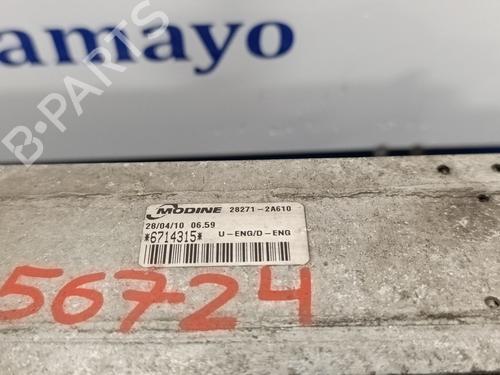 amayo
B-PARTS
MODINE 28271-2A610
28/04/10 06.59
*6714315* U-ENG/D-ENG
56724